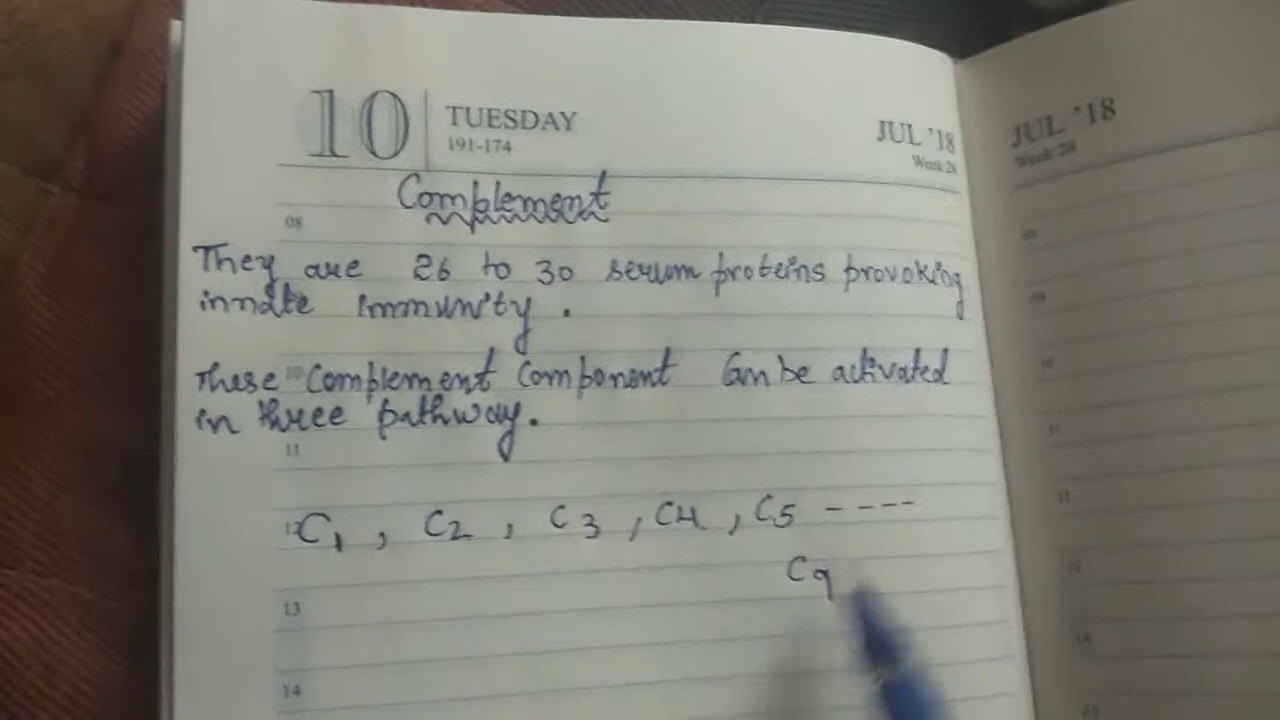 10 TUESDAY JUL '18
191-174 Week 28
Complement
08
They are 26 to 30 serum proteins provoking
innate immunity.
These Complement Component Can be activated
in three pathway.
11
12 C1, C2, C3, C4, C5 ----
C9
13
14
JUL '18
Week 28